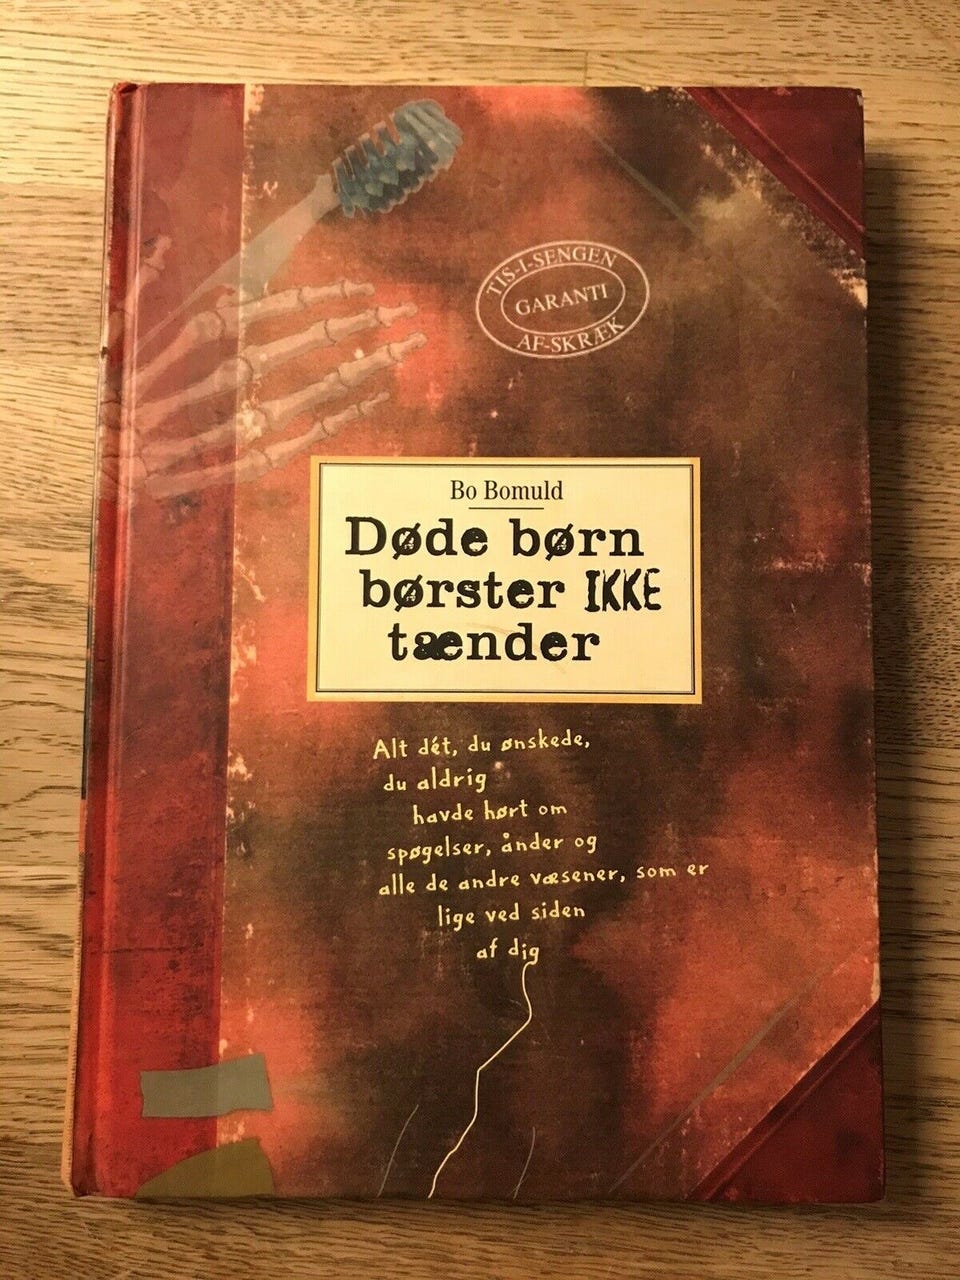 TIS-I-SENGEN
GARANTI
AF-SKRÆK
Bo Bomuld
Døde børn
børster IKKE
tænder
Alt dét, du ønskede,
du aldrig
havde hørt om
spøgelser, ånder og
alle de andre væsener, som er
lige ved siden
af dig